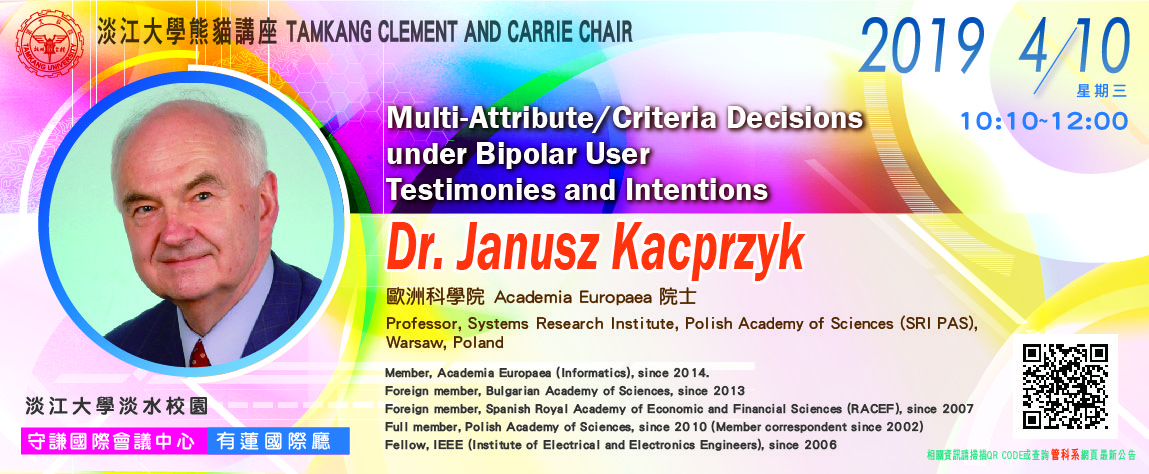 淡江大學熊貓講座 TAMKANG CLEMENT AND CARRIE CHAIR
2019 4/10
星期三
10:10~12:00
TAMKANG UNIVERSITY
Multi-Attribute/Criteria Decisions
under Bipolar User
Testimonies and Intentions
Dr. Janusz Kacprzyk
歐洲科學院 Academia Europaea 院士
Professor, Systems Research Institute, Polish Academy of Sciences (SRI PAS),
Warsaw, Poland
Member, Academia Europaea (Informatics), since 2014.
Foreign member, Bulgarian Academy of Sciences, since 2013
Foreign member, Spanish Royal Academy of Economic and Financial Sciences (RACEF), since 2007
Full member, Polish Academy of Sciences, since 2010 (Member correspondent since 2002)
Fellow, IEEE (Institute of Electrical and Electronics Engineers), since 2006
淡江大學淡水校園
守謙國際會議中心 有蓮國際廳
相關資訊請掃描QR CODE或查詢管科系網頁最新公告